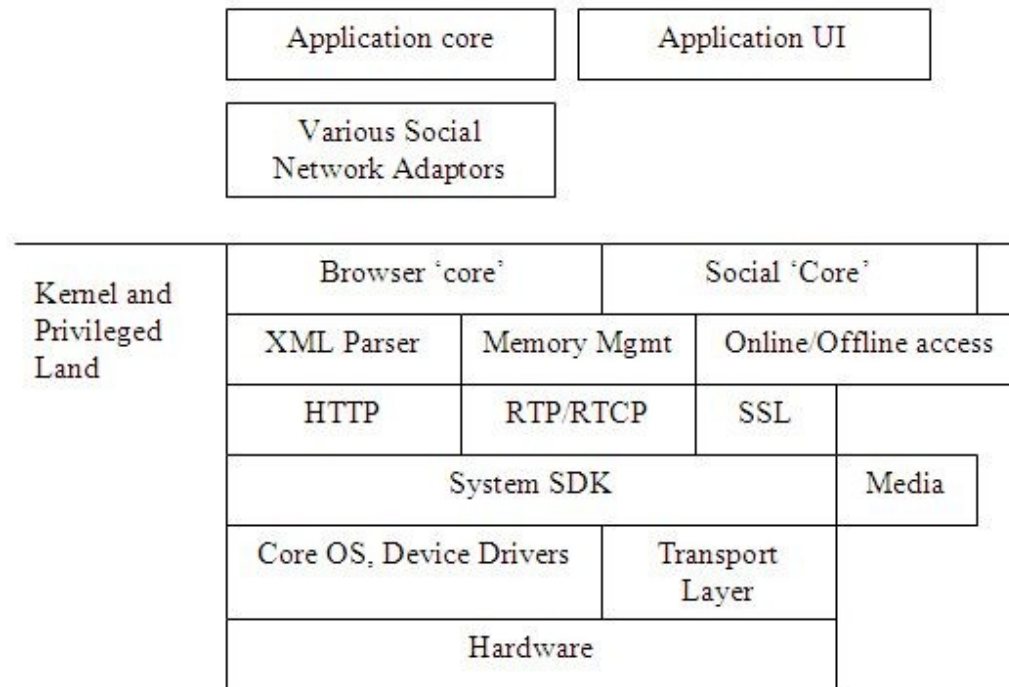 Application core
Application UI
Various Social
Network Adaptors
Kernel and
Privileged
Land
Browser ‘core’
Social ‘Core’
XML Parser
Memory Mgmt
Online/Offline access
HTTP
RTP/RTCP
SSL
System SDK
Media
Core OS, Device Drivers
Transport
Layer
Hardware